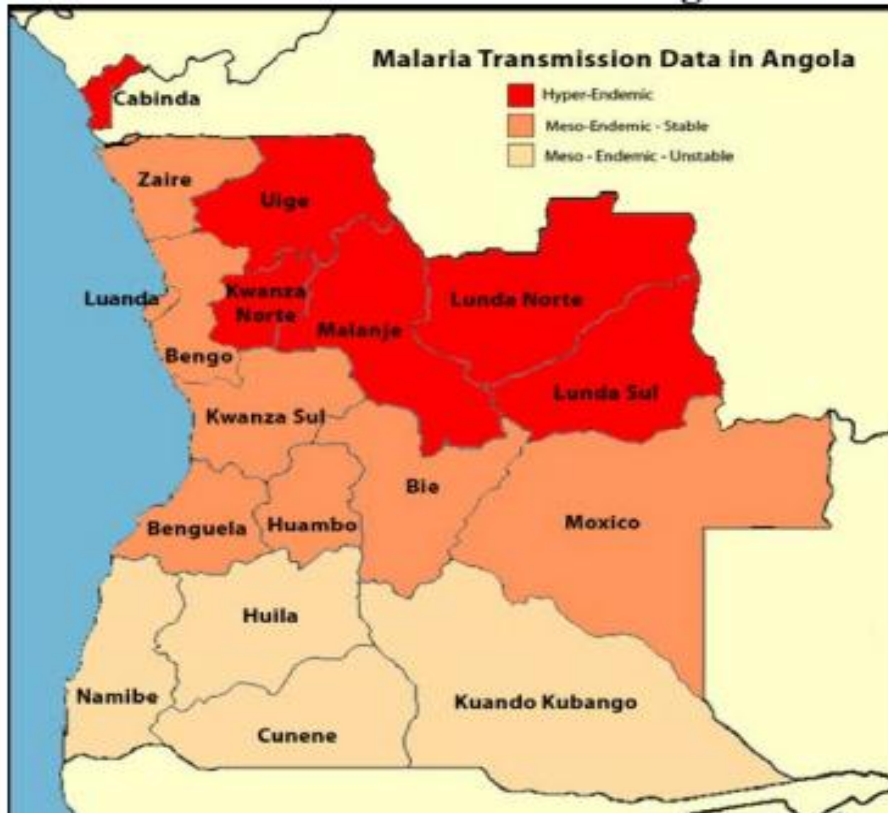 Malaria Transmission Data in Angola
Hyper-Endemic
Meso-Endemic - Stable
Meso - Endemic - Unstable
Cabinda
Zaire
Uige
Luanda
Kwanza
Norte
Malanje
Lunda Norte
Bengo
Lunda Sul
Kwanza Sul
Bie
Benguela
Huambo
Moxico
Huila
Namibe
Kuando Kubango
Cunene